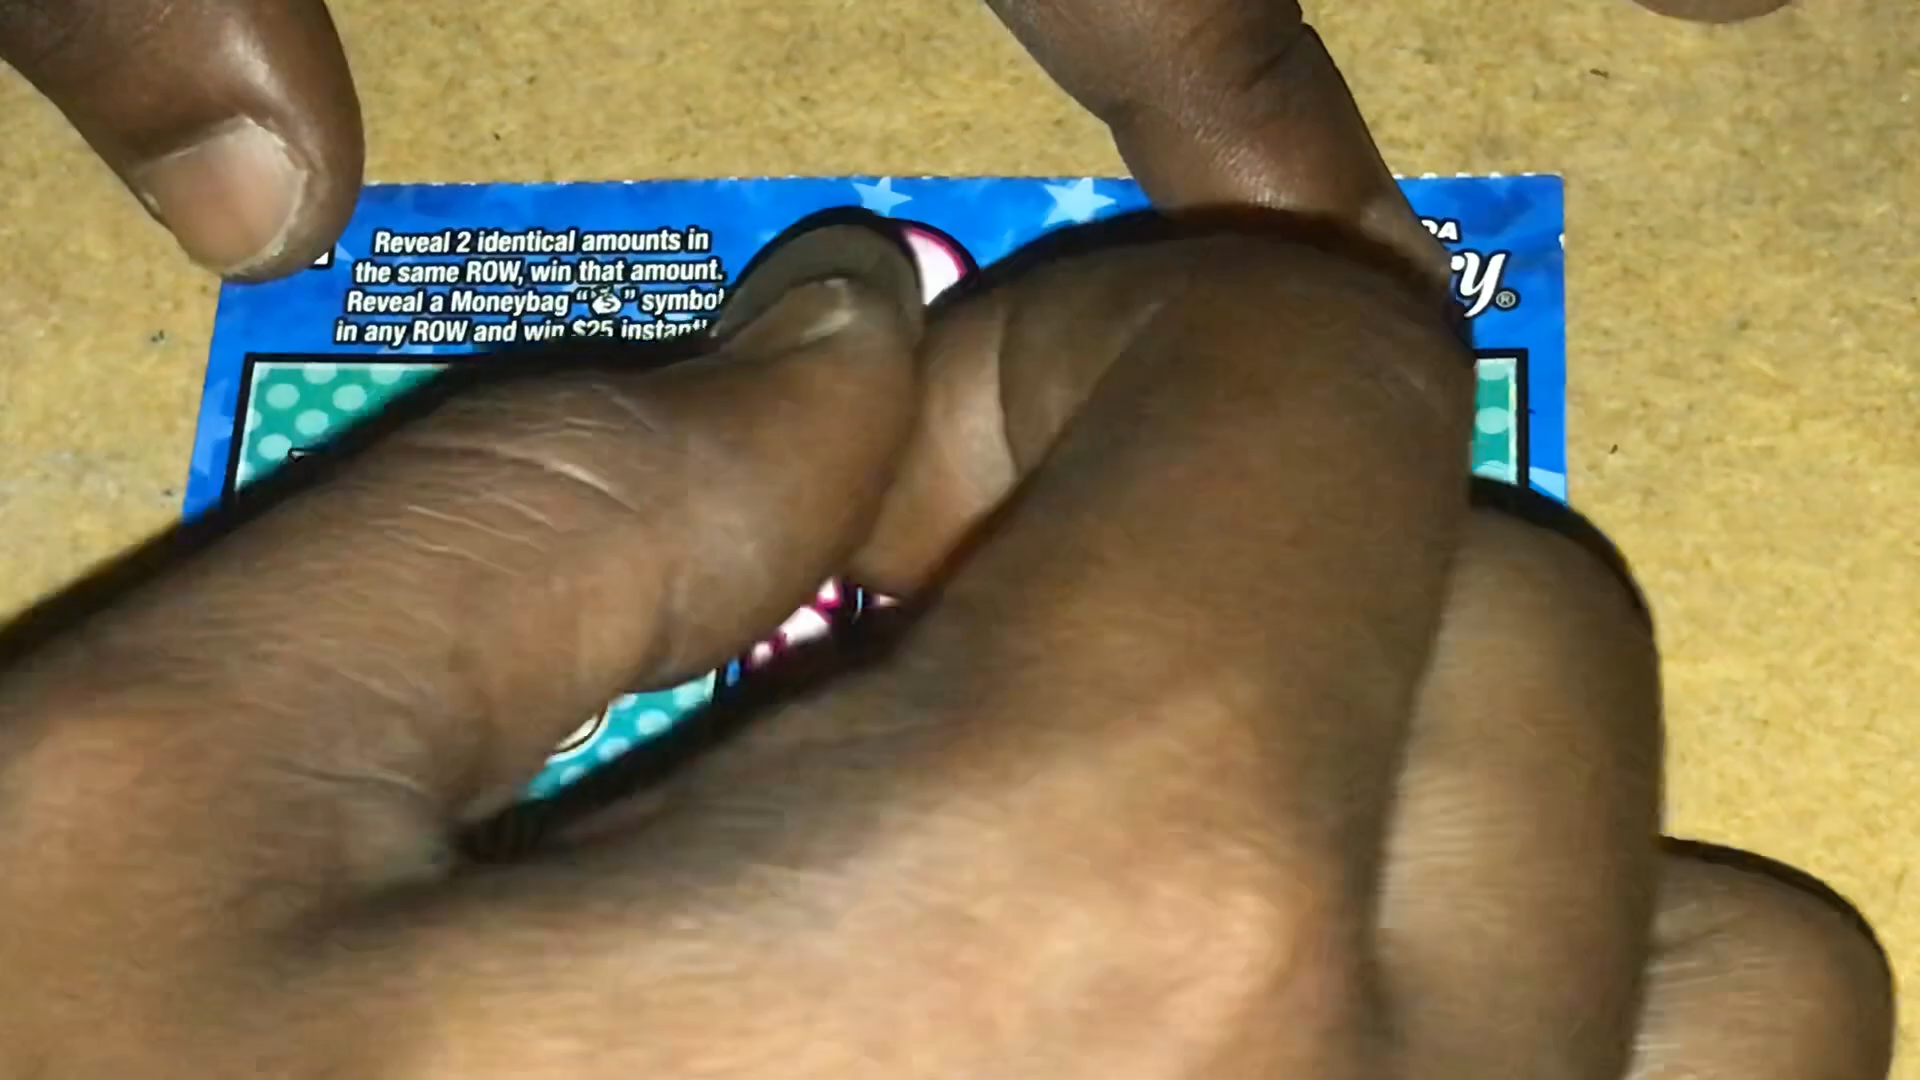 Reveal 2 identical amounts in
the same ROW, win that amount.
Reveal a Moneybag " " symbol
in any ROW and win $25